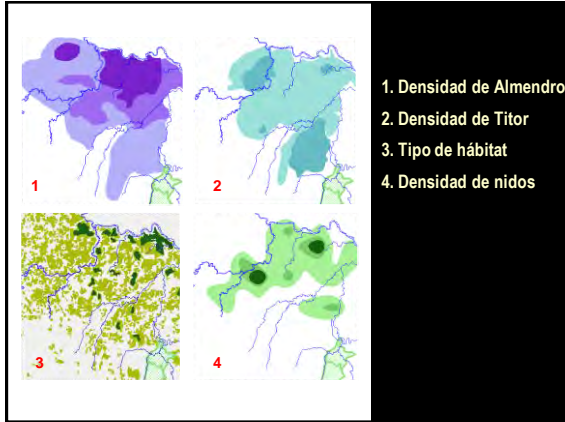 1
2
3
4
1. Densidad de Almendro
2. Densidad de Titor
3. Tipo de hábitat
4. Densidad de nidos